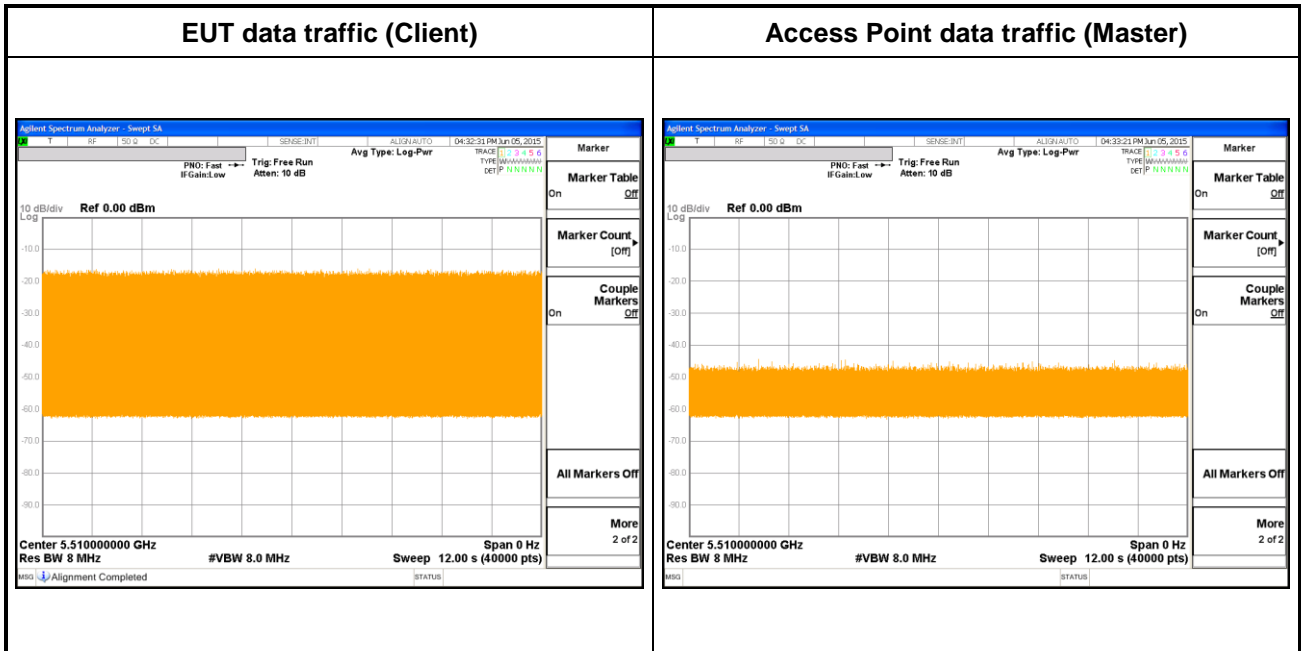 EUT data traffic (Client)
Access Point data traffic (Master)
Agilent Spectrum Analyzer - Swept SA
T RF 50 Ω DC SENSE:INT ALIGN AUTO 04:32:31 PM Jun 05, 2015
Avg Type: Log-Pwr
TRACE 1 2 3 4 5 6
TYPE
DET P N N N N N
PNO: Fast
IFGain:Low
Trig: Free Run
Atten: 10 dB
10 dB/div
Log
Ref 0.00 dBm
-10.0
-20.0
-30.0
-40.0
-50.0
-60.0
-70.0
-80.0
-90.0
Center 5.510000000 GHz
Span 0 Hz
Res BW 8 MHz
#VBW 8.0 MHz
Sweep 12.00 s (40000 pts)
MSG Alignment Completed
STATUS
Marker
Marker Table
On Off
Marker Count
[Off]
Couple
Markers
On Off
All Markers Off
More
2 of 2
Agilent Spectrum Analyzer - Swept SA
T RF 50 Ω DC SENSE:INT ALIGN AUTO 04:33:21 PM Jun 05, 2015
Avg Type: Log-Pwr
TRACE 1 2 3 4 5 6
TYPE
DET P N N N N N
PNO: Fast
IFGain:Low
Trig: Free Run
Atten: 10 dB
10 dB/div
Log
Ref 0.00 dBm
-10.0
-20.0
-30.0
-40.0
-50.0
-60.0
-70.0
-80.0
-90.0
Center 5.510000000 GHz
Span 0 Hz
Res BW 8 MHz
#VBW 8.0 MHz
Sweep 12.00 s (40000 pts)
MSG
STATUS
Marker
Marker Table
On Off
Marker Count
[Off]
Couple
Markers
On Off
All Markers Off
More
2 of 2